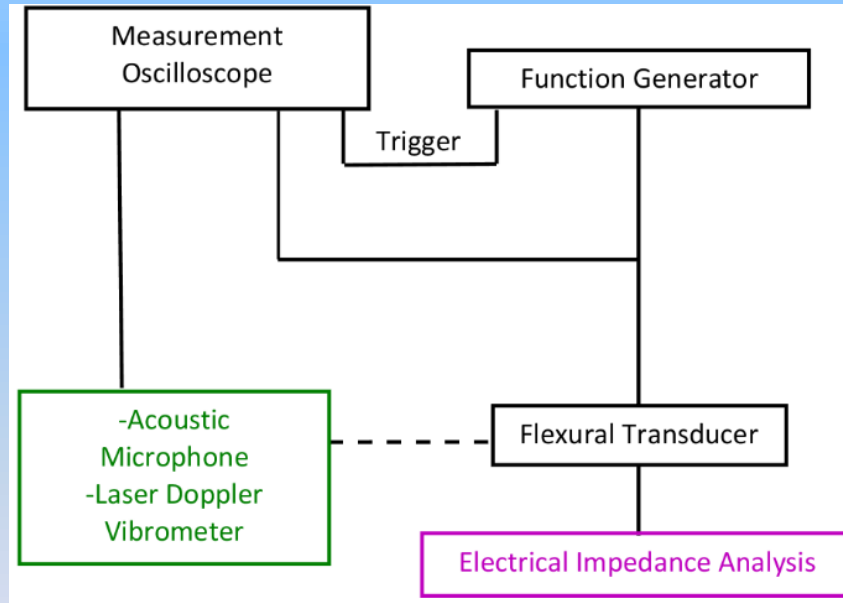 Measurement
Oscilloscope
Function Generator
Trigger
-Acoustic
Microphone
-Laser Doppler
Vibrometer
Flexural Transducer
Electrical Impedance Analysis